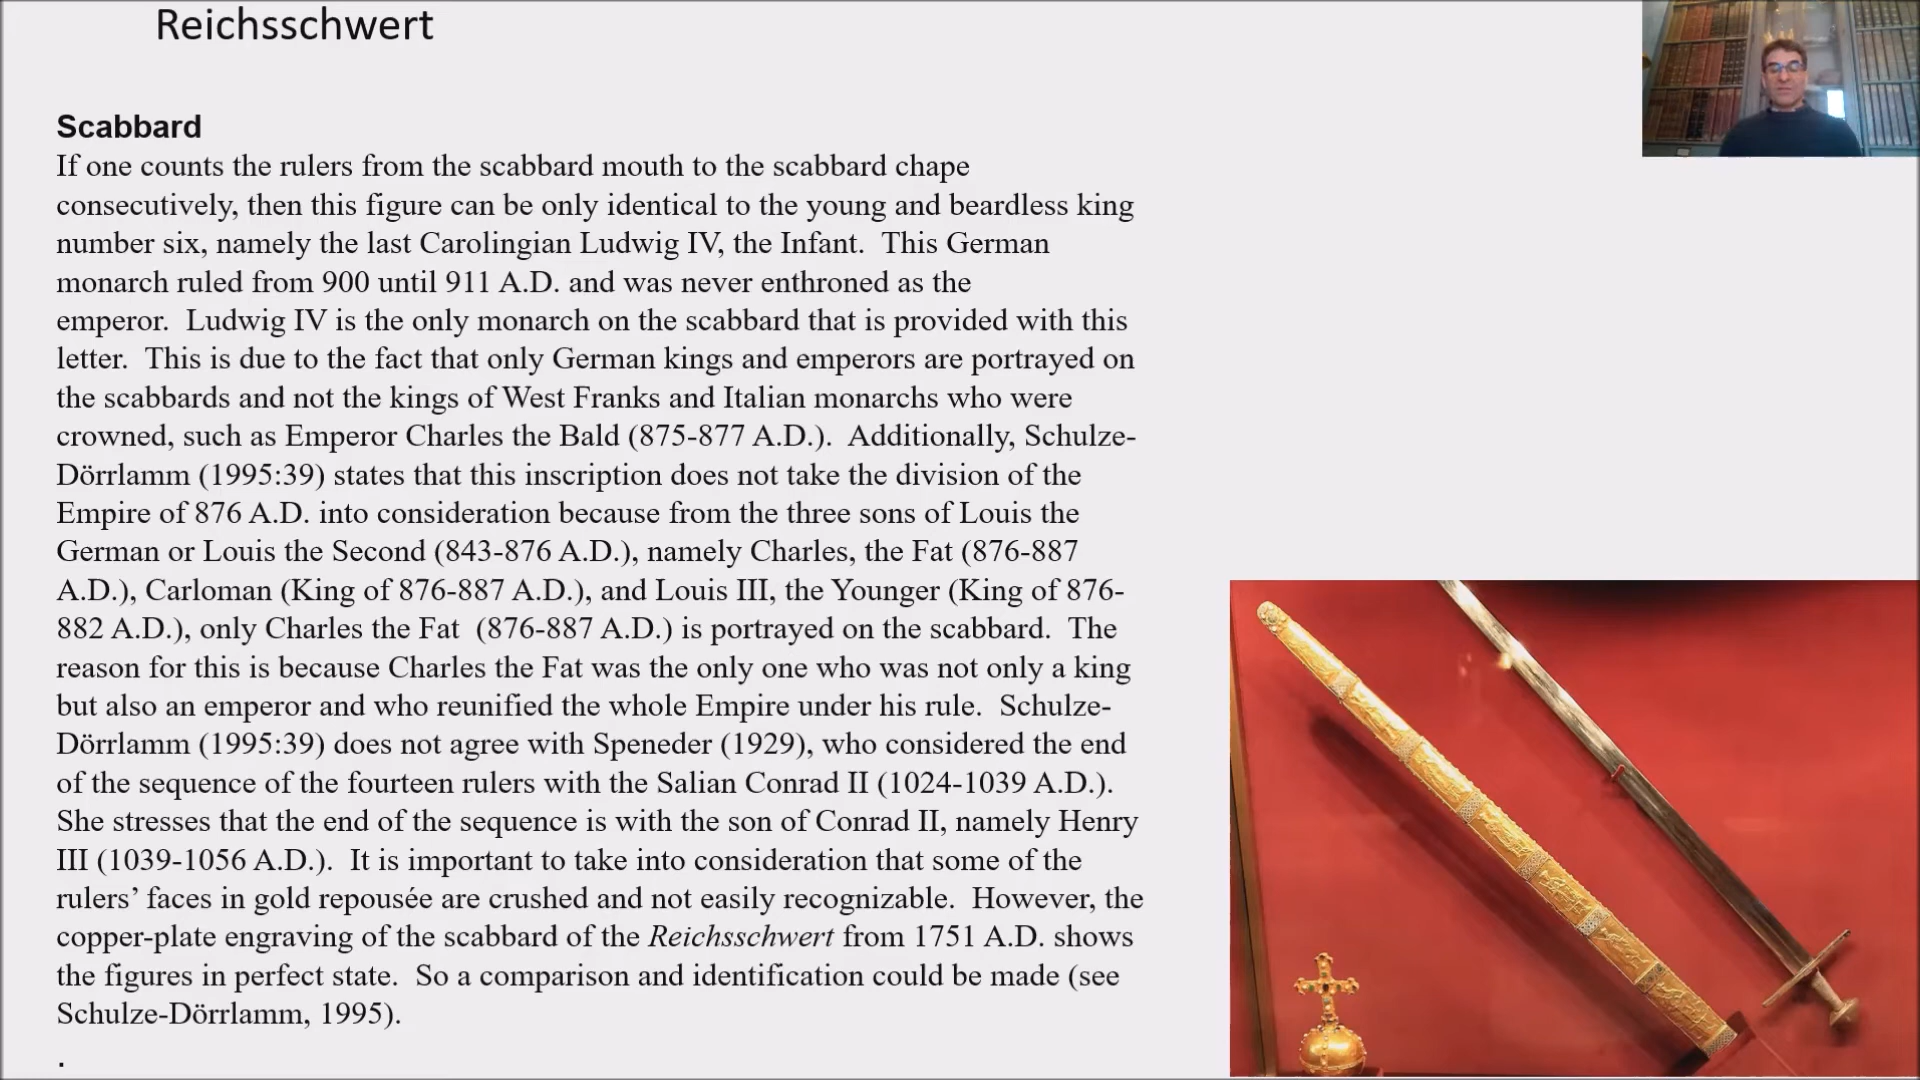 Reichsschwert
Scabbard
If one counts the rulers from the scabbard mouth to the scabbard chape
consecutively, then this figure can be only identical to the young and beardless king
number six, namely the last Carolingian Ludwig IV, the Infant.  This German
monarch ruled from 900 until 911 A.D. and was never enthroned as the
emperor.  Ludwig IV is the only monarch on the scabbard that is provided with this
letter.  This is due to the fact that only German kings and emperors are portrayed on
the scabbards and not the kings of West Franks and Italian monarchs who were
crowned, such as Emperor Charles the Bald (875-877 A.D.).  Additionally, Schulze-
Dörrlamm (1995:39) states that this inscription does not take the division of the
Empire of 876 A.D. into consideration because from the three sons of Louis the
German or Louis the Second (843-876 A.D.), namely Charles, the Fat (876-887
A.D.), Carloman (King of 876-887 A.D.), and Louis III, the Younger (King of 876-
882 A.D.), only Charles the Fat  (876-887 A.D.) is portrayed on the scabbard.  The
reason for this is because Charles the Fat was the only one who was not only a king
but also an emperor and who reunified the whole Empire under his rule.  Schulze-
Dörrlamm (1995:39) does not agree with Speneder (1929), who considered the end
of the sequence of the fourteen rulers with the Salian Conrad II (1024-1039 A.D.).
She stresses that the end of the sequence is with the son of Conrad II, namely Henry
III (1039-1056 A.D.).  It is important to take into consideration that some of the
rulers’ faces in gold repousée are crushed and not easily recognizable.  However, the
copper-plate engraving of the scabbard of the Reichsschwert from 1751 A.D. shows
the figures in perfect state.  So a comparison and identification could be made (see
Schulze-Dörrlamm, 1995).
.